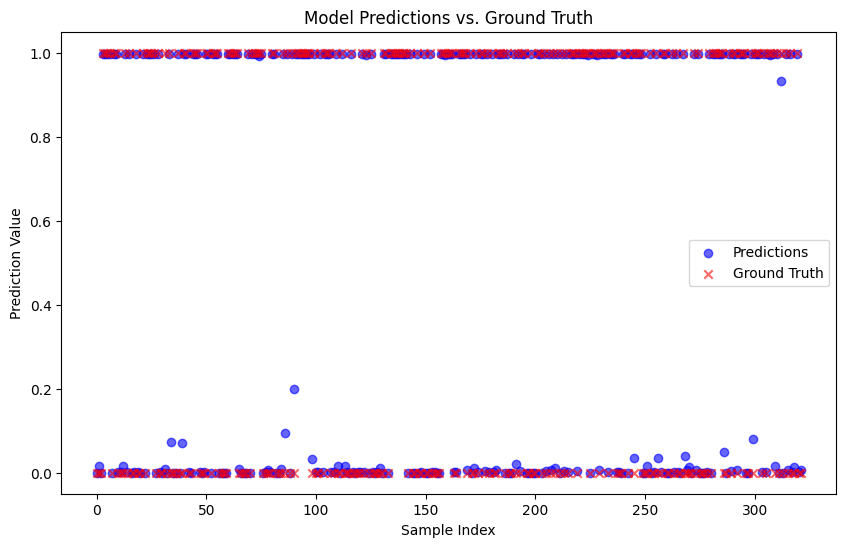 Model Predictions vs. Ground Truth
1.0
0.8
0.6
0.4
0.2
0.0
Prediction Value
Predictions
Ground Truth
0
50
100
150
200
250
300
Sample Index